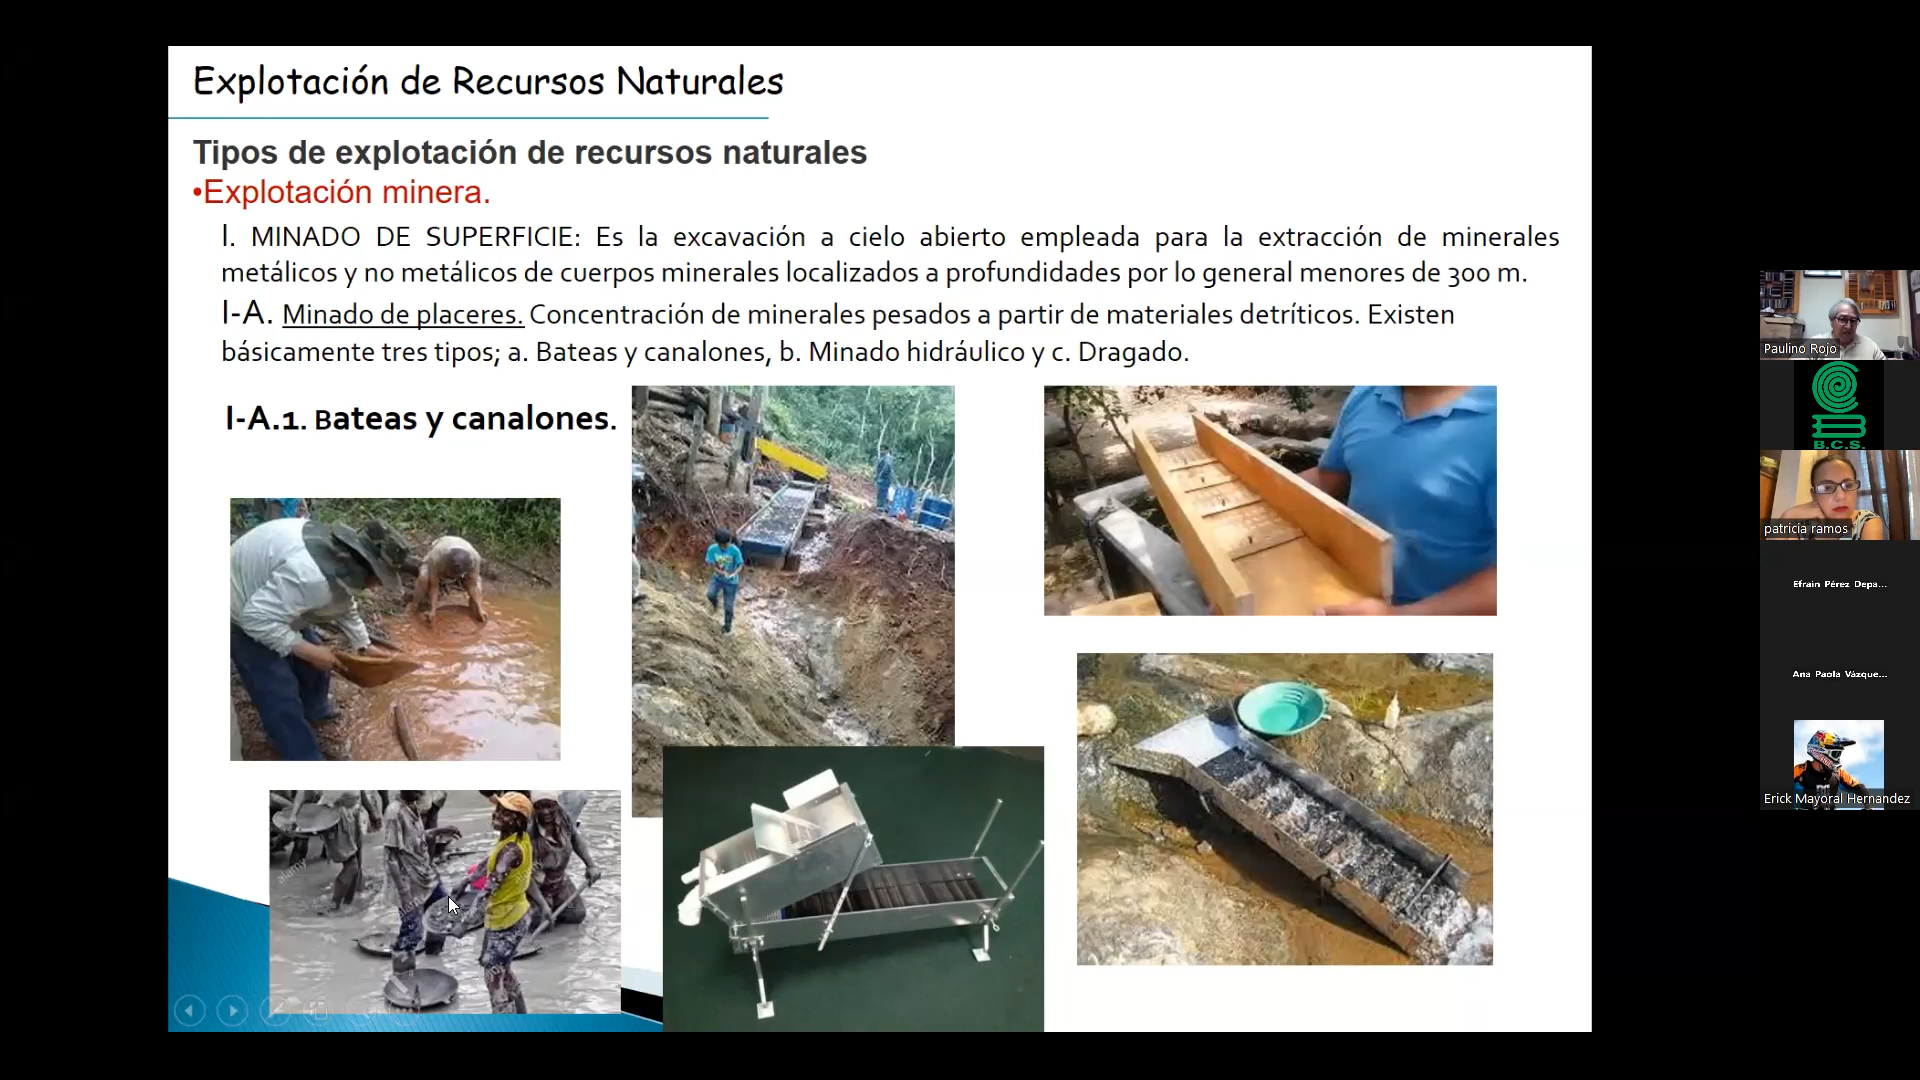 Explotación de Recursos Naturales
Tipos de explotación de recursos naturales
•Explotación minera.
I. MINADO DE SUPERFICIE: Es la excavación a cielo abierto empleada para la extracción de minerales
metálicos y no metálicos de cuerpos minerales localizados a profundidades por lo general menores de 300 m.
I-A. Minado de placeres. Concentración de minerales pesados a partir de materiales detríticos. Existen
básicamente tres tipos; a. Bateas y canalones, b. Minado hidráulico y c. Dragado.
I-A.1. Bateas y canalones.
alamy
Paulino Rojo
B.C.S.
patricia ramos
Efrain Pérez Depa...
Ana Paola Vázque...
Erick Mayoral Hernandez